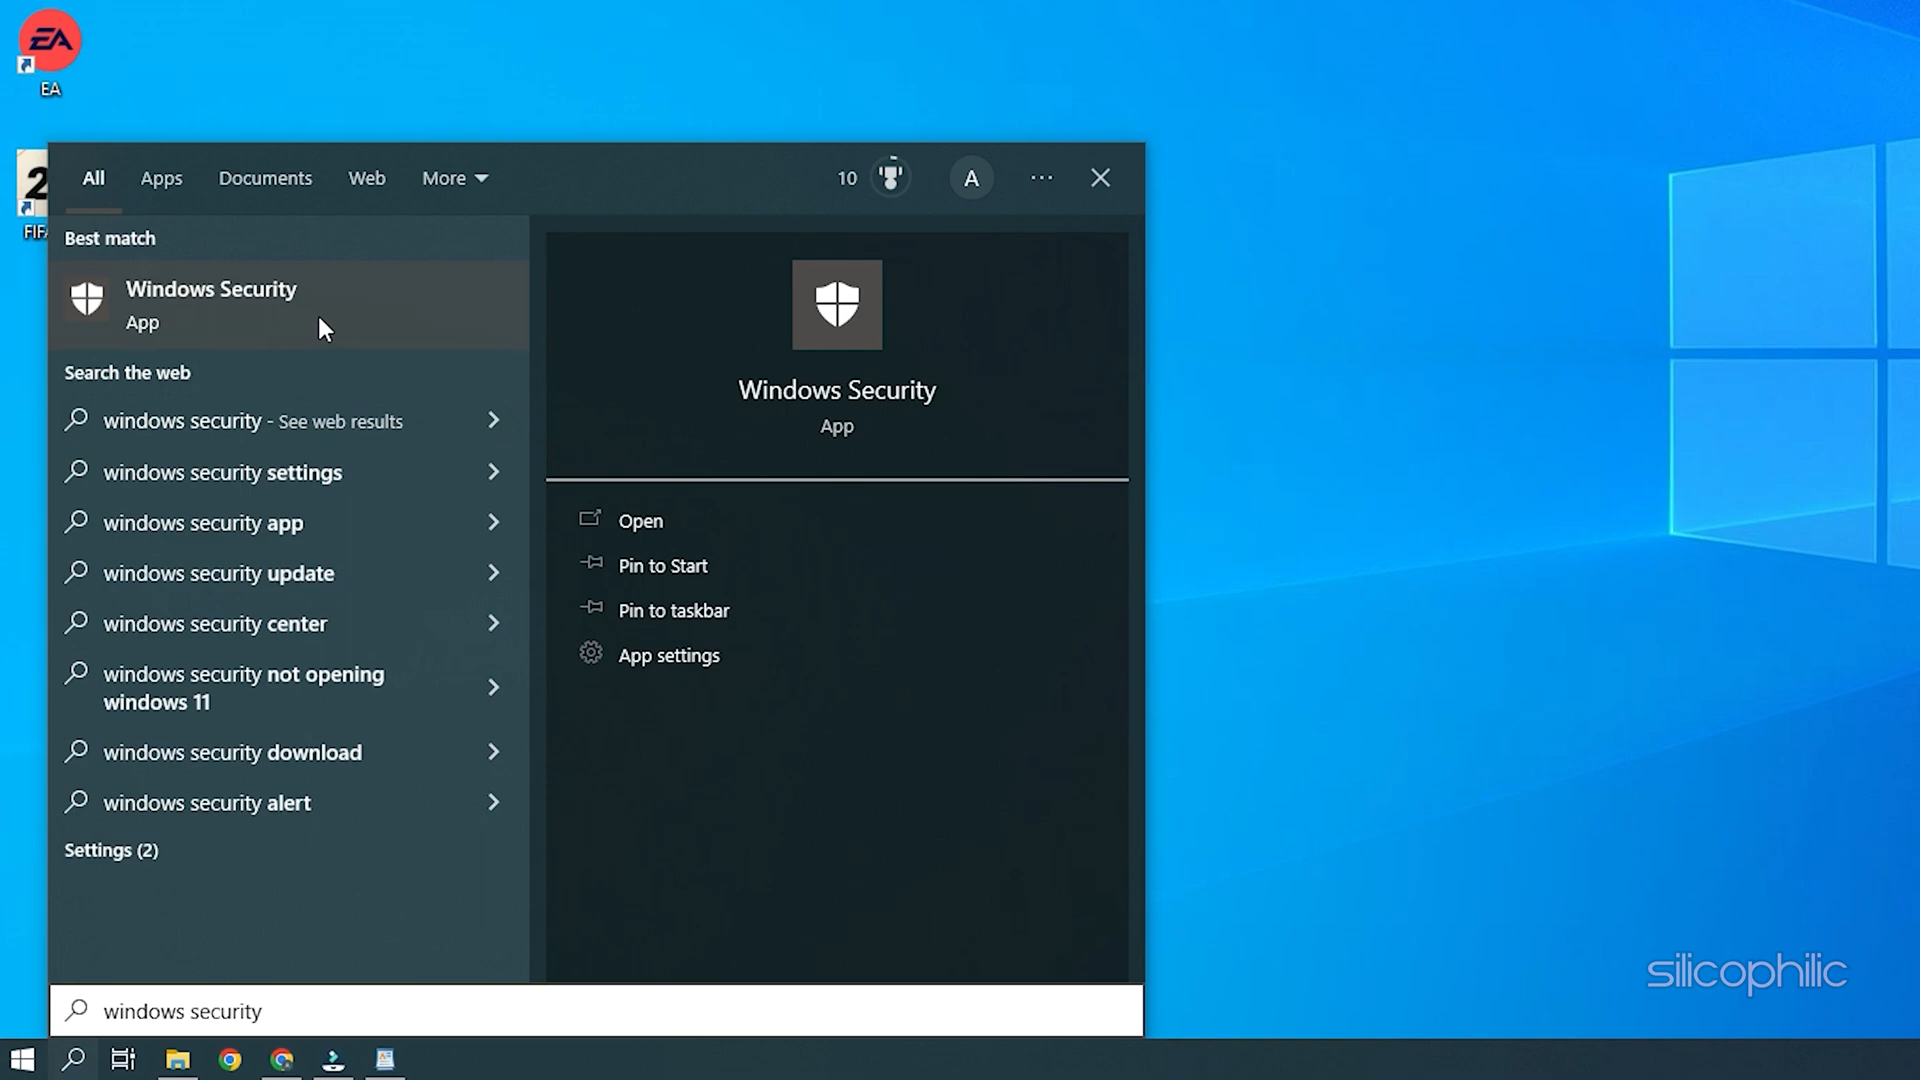 EA
EA
2
FIFA
All
Apps
Documents
Web
More
10
A
Best match
Windows Security
App
Search the web
windows security - See web results
windows security settings
windows security app
windows security update
windows security center
windows security not opening
windows 11
windows security download
windows security alert
Settings (2)
Windows Security
App
Open
Pin to Start
Pin to taskbar
App settings
windows security
silicophilic